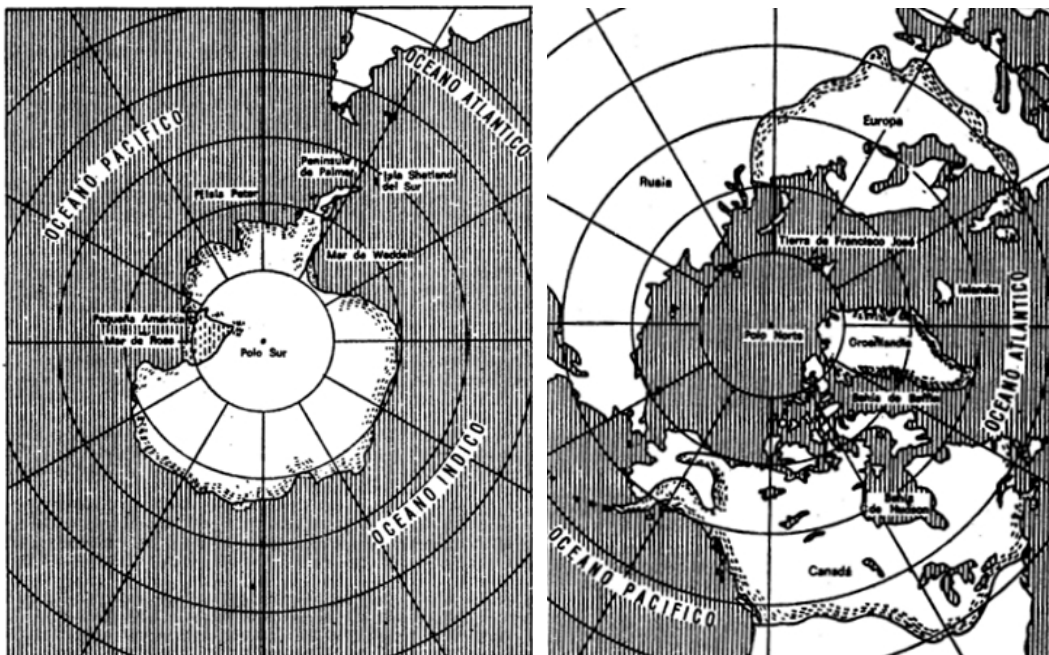 OCEANO ATLANTICO
OCEANO PACIFICO
Península
de Palmer
Isla Shetland
del Sur
Isla Peter
Mar de Weddell
Pequeña América
Mar de Ross
Polo Sur
OCEANO INDICO
Europa
Rusia
Tierra de Francisco José
Islandia
Polo Norte
Groenlandia
OCEANO ATLANTICO
Bahía de Baffin
Bahía
de Hudson
Canadá
OCEANO PACIFICO